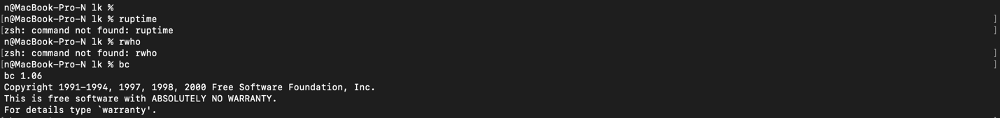 n@MacBook-Pro-N lk %
[n@MacBook-Pro-N lk % ruptime ]
[zsh: command not found: ruptime ]
n@MacBook-Pro-N lk % rwho
[zsh: command not found: rwho ]
[n@MacBook-Pro-N lk % bc ]
bc 1.06
Copyright 1991-1994, 1997, 1998, 2000 Free Software Foundation, Inc.
This is free software with ABSOLUTELY NO WARRANTY.
For details type `warranty'.